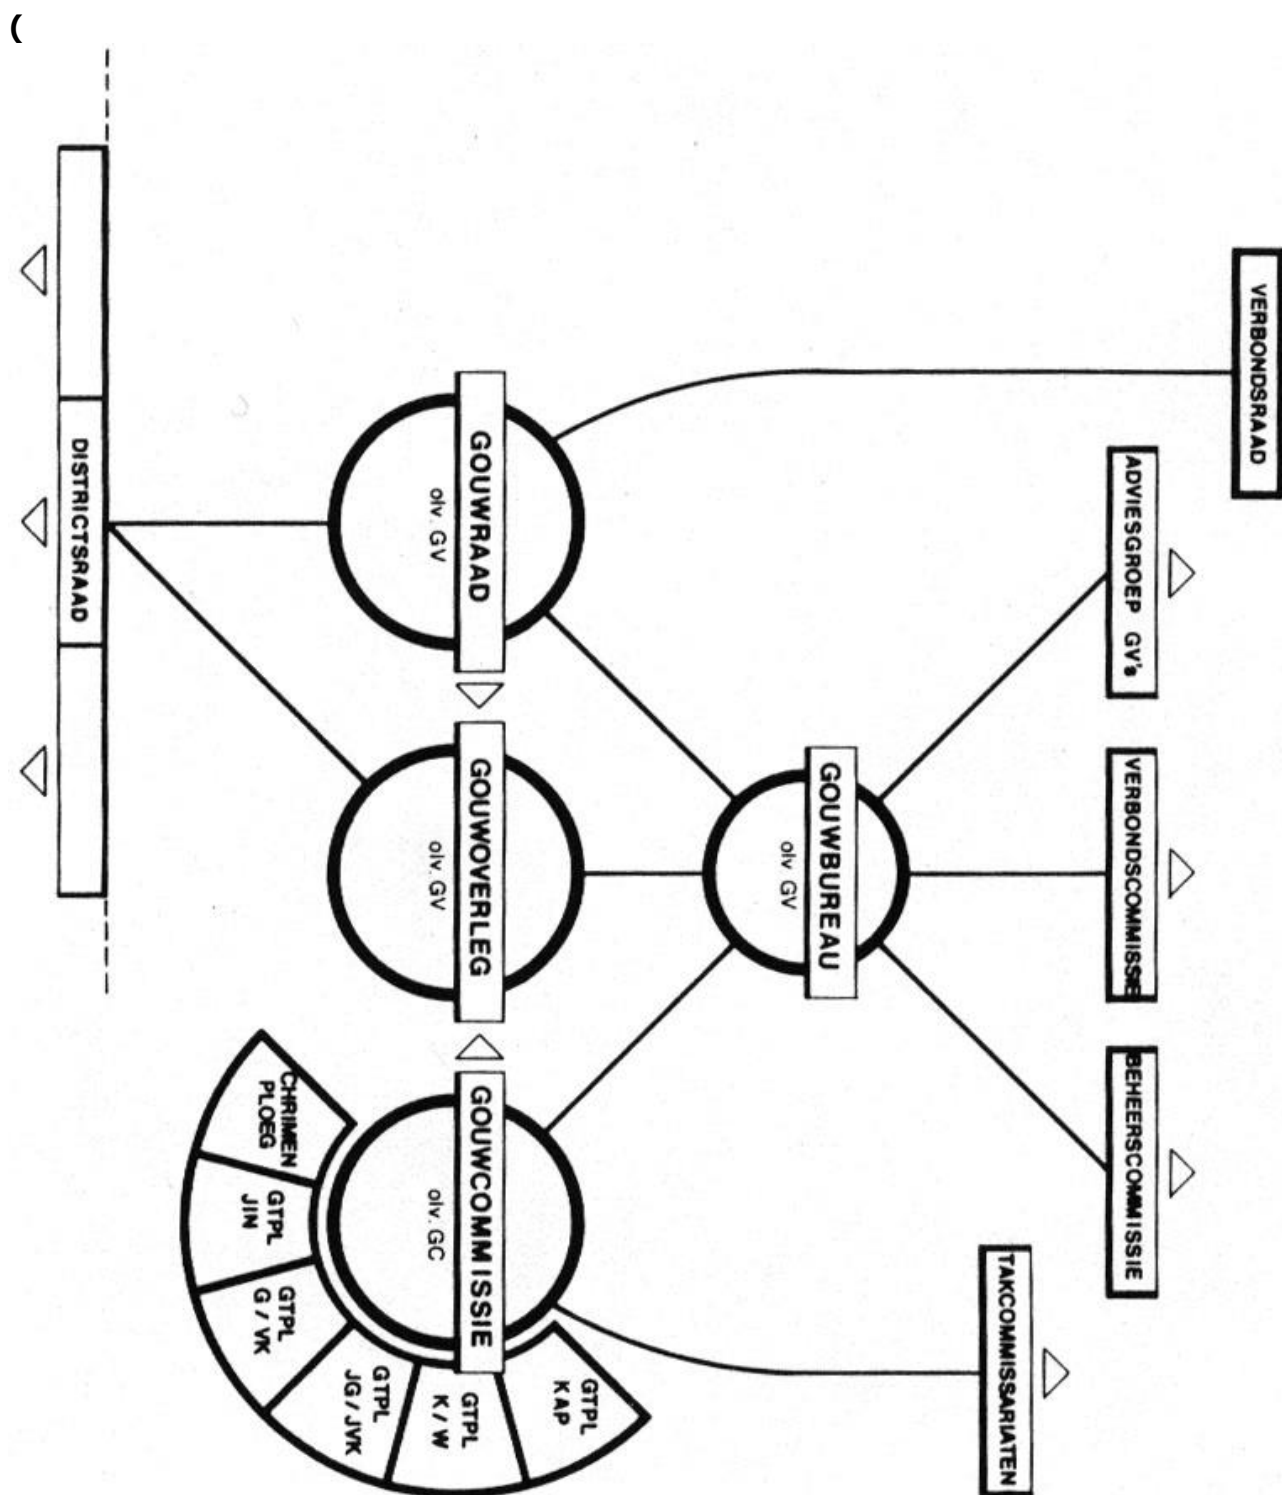 (
VERBONDSRAAD
ADVIESGROEP GV's
VERBONDSCOMMISSIE
BEHEERSCOMMISSIE
TAKCOMMISSARIATEN
GOUWBUREAU
olv. GV
GOUWRAAD
olv. GV
GOUWOVERLEG
olv. GV
GOUWCOMMISSIE
olv. GC
GTPL
KAP
GTPL
K / W
GTPL
JG / JVK
GTPL
G / VK
GTPL
JIN
CHRIMEN
PLOEG
DISTRICTSRAAD